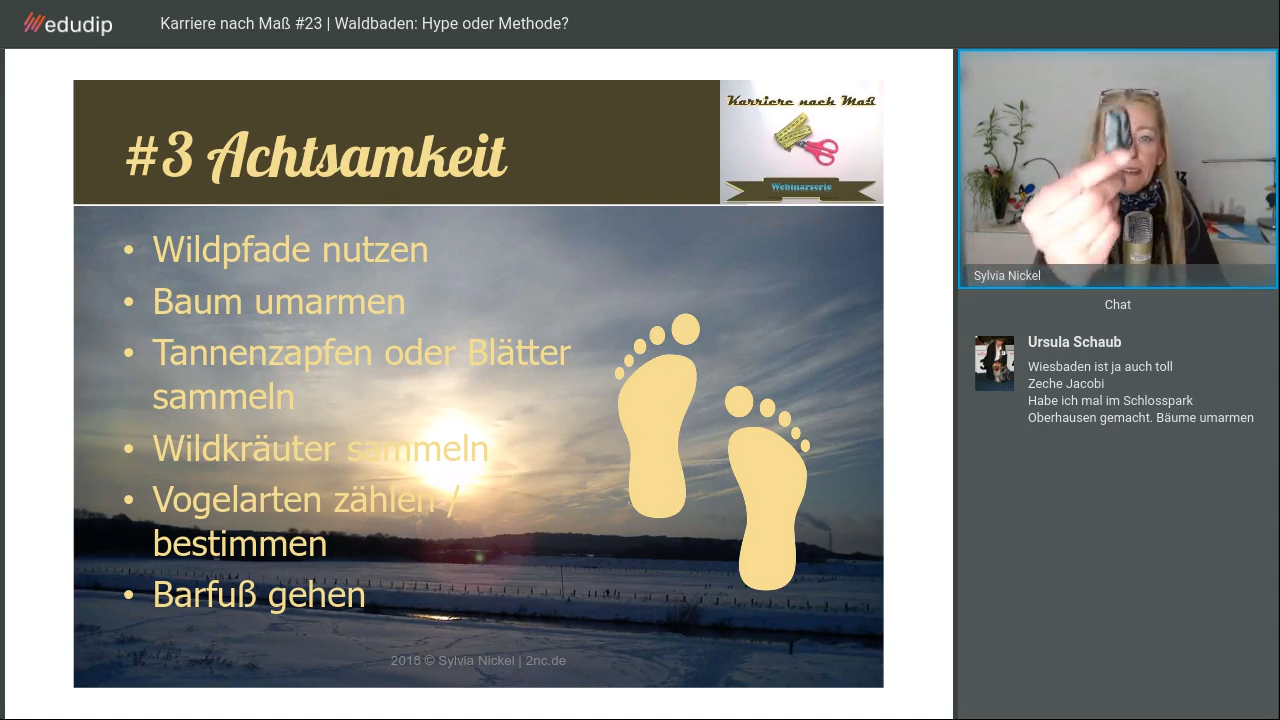 edudip
Karriere nach Maß #23 | Waldbaden: Hype oder Methode?
#3 Achtsamkeit
Karriere nach Maß
Webinarserie
• Wildpfade nutzen
• Baum umarmen
• Tannenzapfen oder Blätter
sammeln
• Wildkräuter sammeln
• Vogelarten zählen /
bestimmen
• Barfuß gehen
2018 © Sylvia Nickel | 2nc.de
Sylvia Nickel
Chat
Ursula Schaub
Wiesbaden ist ja auch toll
Zeche Jacobi
Habe ich mal im Schlosspark
Oberhausen gemacht. Bäume umarmen